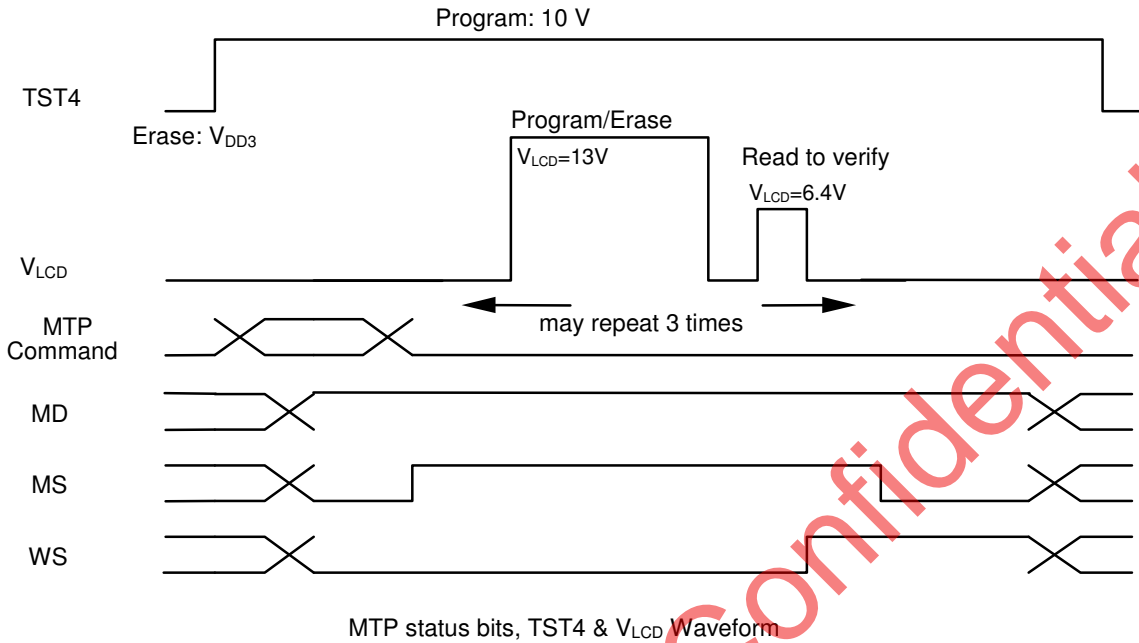 Program: 10 V
TST4
Erase: VDD3
Program/Erase
VLCD=13V
Read to verify
VLCD=6.4V
VLCD
may repeat 3 times
MTP
Command
MD
MS
WS
MTP status bits, TST4 & VLCD Waveform
Confidential